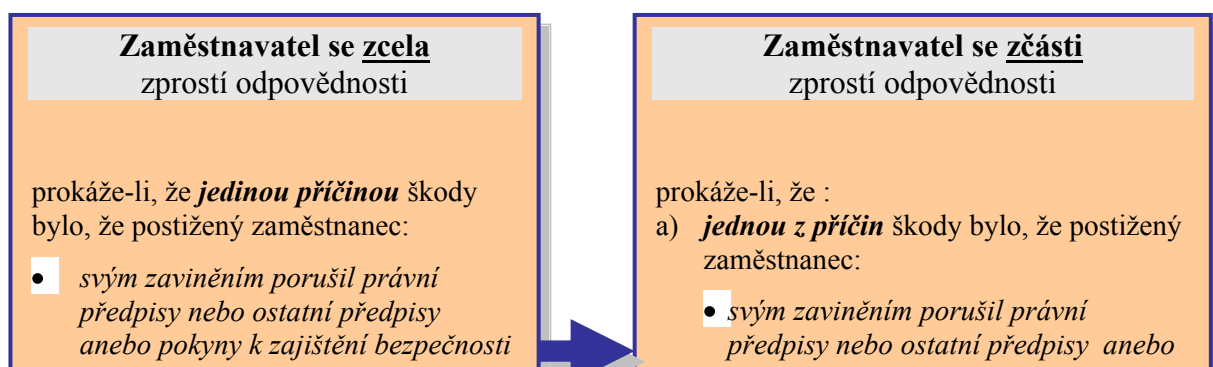 Zaměstnavatel se zcela
zprostí odpovědnosti
prokáže-li, že jedinou příčinou škody
bylo, že postižený zaměstnanec:
• svým zaviněním porušil právní
předpisy nebo ostatní předpisy
anebo pokyny k zajištění bezpečnosti
Zaměstnavatel se zčásti
zprostí odpovědnosti
prokáže-li, že :
a) jednou z příčin škody bylo, že postižený
zaměstnanec:
• svým zaviněním porušil právní
předpisy nebo ostatní předpisy anebo